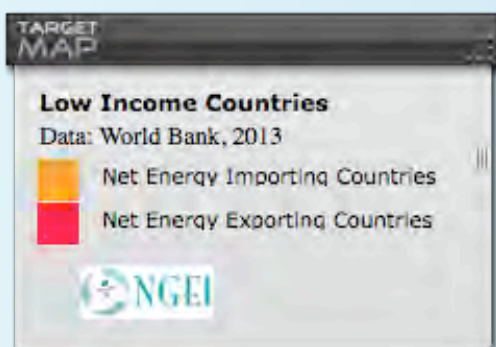 TARGET
MAP
Low Income Countries
Data: World Bank, 2013
Net Energy Importing Countries
Net Energy Exporting Countries
NGEI